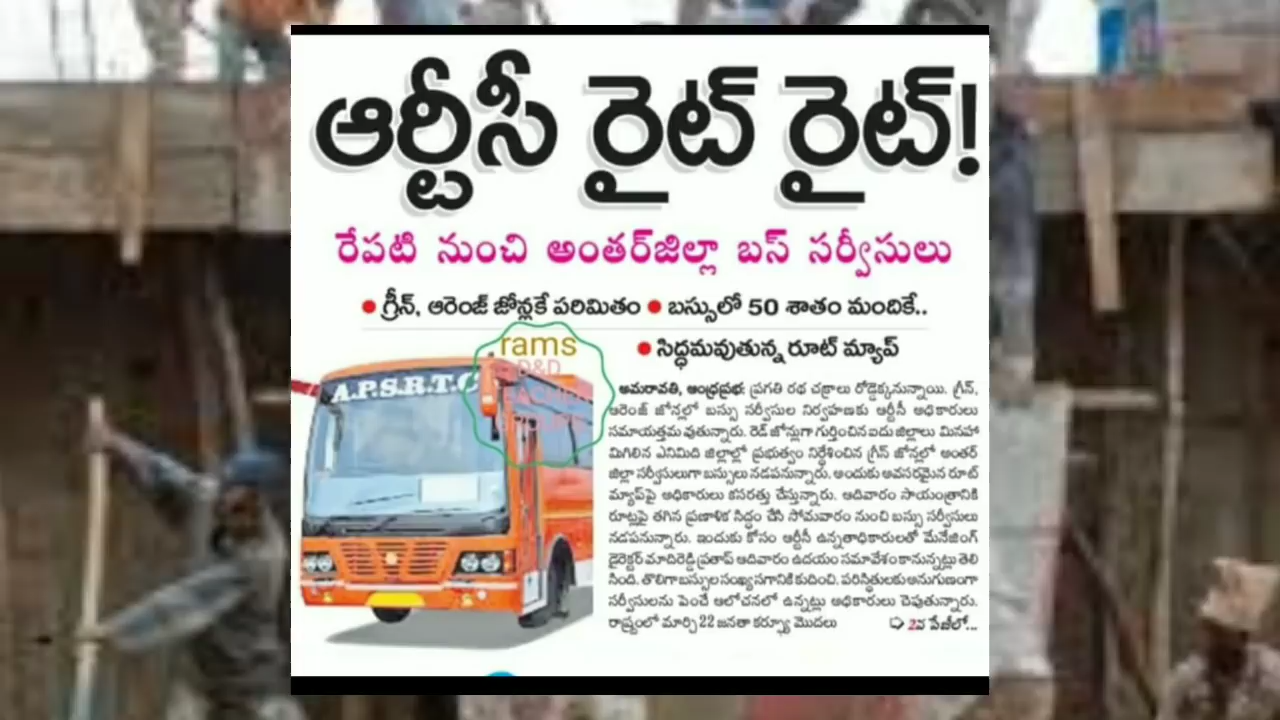 ఆర్టీసీ రైట్ రైట్!
రేపటి నుంచి అంతర్‌జిల్లా బస్ సర్వీసులు
● గ్రీన్, ఆరెంజ్ జోన్లకే పరిమితం ● బస్సులో 50 శాతం మందికే..
● సిద్ధమవుతున్న రూట్ మ్యాప్
rams
D&D
A.P.S.R.T.C
అమరావతి, ఆంధ్రప్రభ: ప్రగతి రథ చక్రాలు రోడ్డెక్కనున్నాయి. గ్రీన్,
ఆరెంజ్ జోన్లలో బస్సు సర్వీసుల నిర్వహణకు ఆర్టీసీ అధికారులు
సమాయత్తమవుతున్నారు. రెడ్ జోన్లుగా గుర్తించిన ఐదు జిల్లాలు మినహా
మిగిలిన ఎనిమిది జిల్లాల్లో ప్రభుత్వం నిర్దేశించిన గ్రీన్ జోన్లలో అంతర్
జిల్లా సర్వీసులుగా బస్సులు నడపనున్నారు. అందుకు అవసరమైన రూట్
మ్యాప్‌పై అధికారులు కసరత్తు చేస్తున్నారు. ఆదివారం సాయంత్రానికి
రూట్లపై తగిన ప్రణాళిక సిద్ధం చేసి సోమవారం నుంచి బస్సు సర్వీసులు
నడపనున్నారు. ఇందుకు కోసం ఆర్టీసీ ఉన్నతాధికారులతో మేనేజింగ్
డైరెక్టర్ మాదిరెడ్డి ప్రతాప్ ఆదివారం ఉదయం సమావేశం కానున్నట్లు తెలి
సింది. తొలిగా బస్సుల సంఖ్య సగానికి కుదించి. పరిస్థితులకు అనుగుణంగా
సర్వీసులను పెంచే ఆలోచనలో ఉన్నట్లు అధికారులు చెపుతున్నారు.
రాష్ట్రంలో మార్చి 22 జనతా కర్ఫ్యూ మొదలు ➪ 2వ పేజీలో...